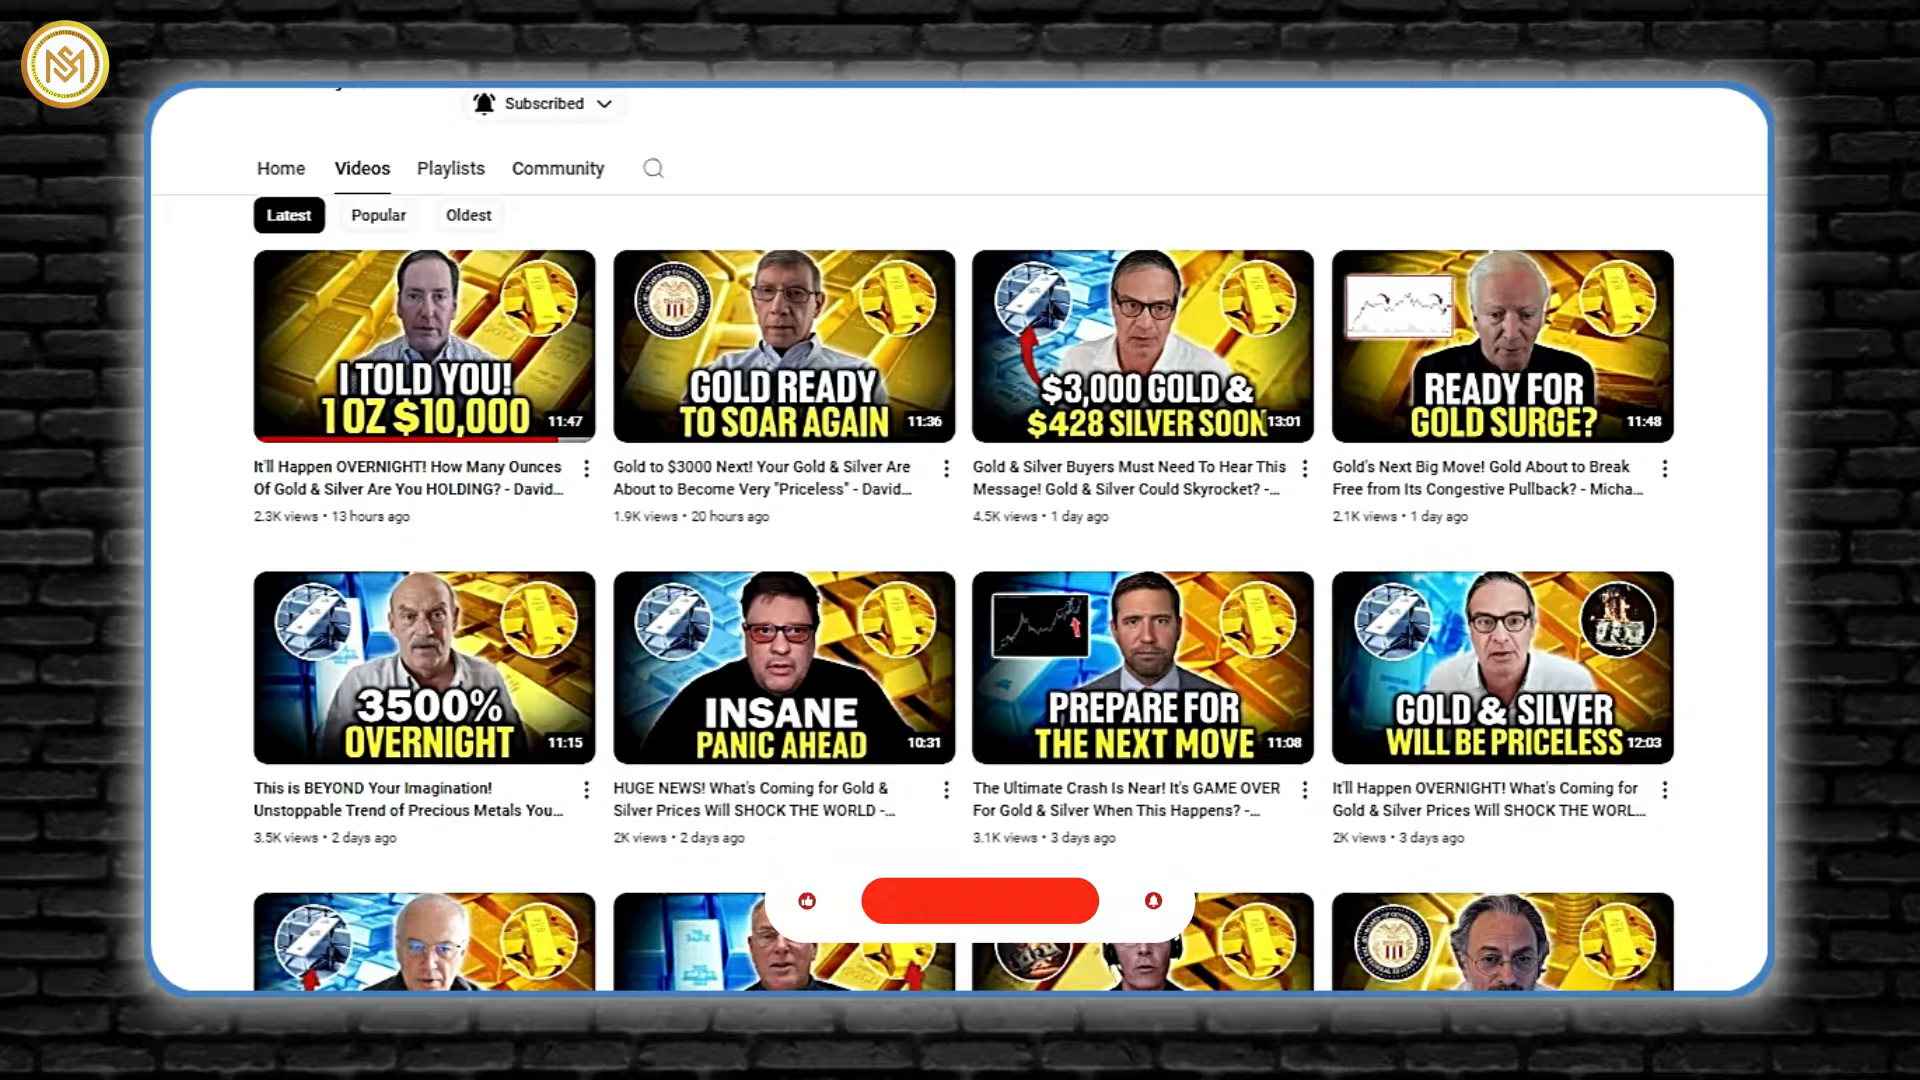 Subscribed
Home Videos Playlists Community
Latest Popular Oldest
I TOLD YOU!
1 OZ $10,000
11:47
GOLD READY
TO SOAR AGAIN
11:36
$3,000 GOLD &
$428 SILVER SOON
13:01
READY FOR
GOLD SURGE?
11:48
It'll Happen OVERNIGHT! How Many Ounces
Of Gold & Silver Are You HOLDING? - David...
2.3K views • 13 hours ago
Gold to $3000 Next! Your Gold & Silver Are
About to Become Very "Priceless" - David...
1.9K views • 20 hours ago
Gold & Silver Buyers Must Need To Hear This
Message! Gold & Silver Could Skyrocket? -...
4.5K views • 1 day ago
Gold's Next Big Move! Gold About to Break
Free from Its Congestive Pullback? - Micha...
2.1K views • 1 day ago
3500%
OVERNIGHT
11:15
INSANE
PANIC AHEAD
10:31
PREPARE FOR
THE NEXT MOVE
11:08
GOLD & SILVER
WILL BE PRICELESS
12:03
This is BEYOND Your Imagination!
Unstoppable Trend of Precious Metals You...
3.5K views • 2 days ago
HUGE NEWS! What's Coming for Gold &
Silver Prices Will SHOCK THE WORLD -...
2K views • 2 days ago
The Ultimate Crash Is Near! It's GAME OVER
For Gold & Silver When This Happens? -...
3.1K views • 3 days ago
It'll Happen OVERNIGHT! What's Coming for
Gold & Silver Prices Will SHOCK THE WORL...
2K views • 3 days ago